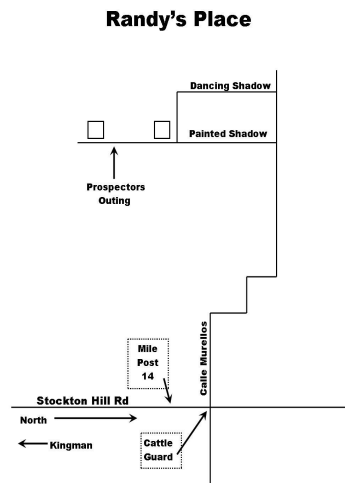 Randy's Place
Dancing Shadow
Painted Shadow
Prospectors
Outing
Calle Murellos
Mile
Post
14
Stockton Hill Rd
North
Kingman
Cattle
Guard